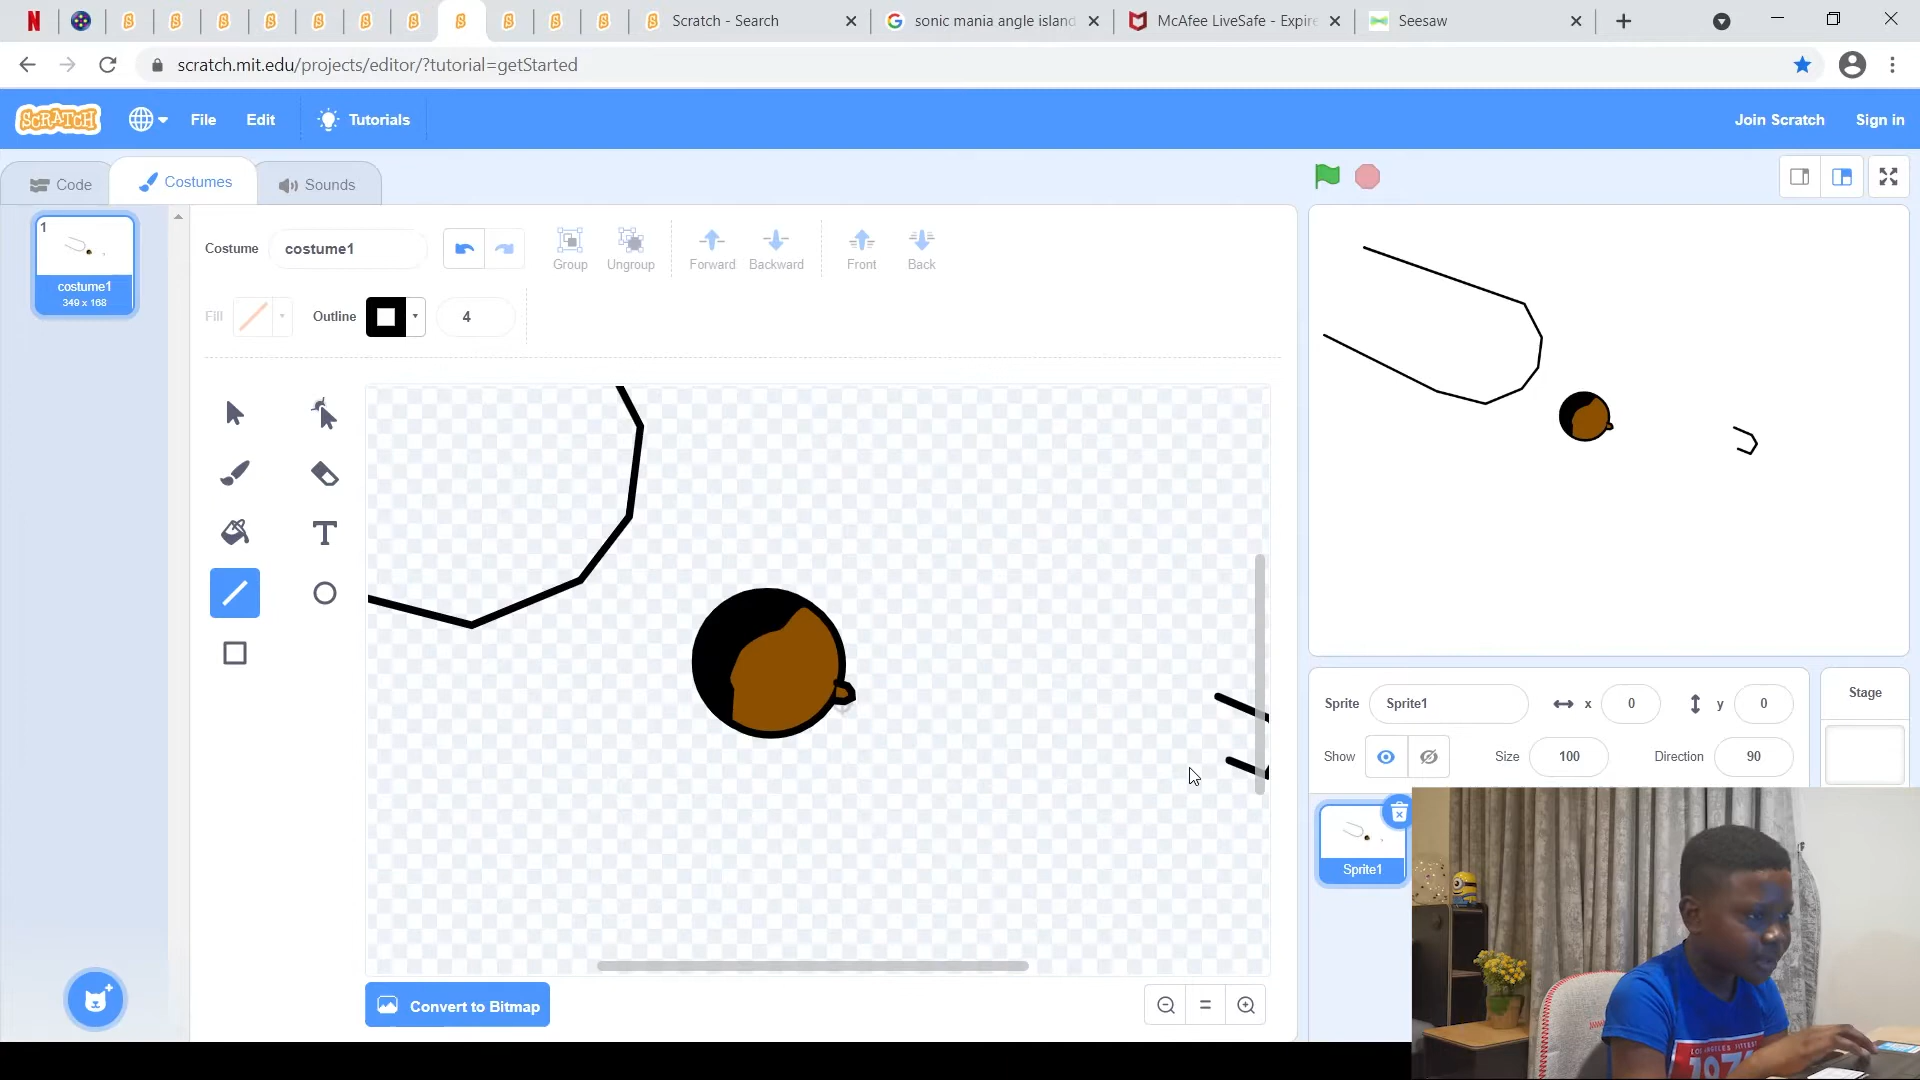 Scratch - Search
sonic mania angle island
McAfee LiveSafe - Expire
Seesaw
scratch.mit.edu/projects/editor/?tutorial=getStarted
SCRATCH
File
Edit
Tutorials
Join Scratch
Sign in
Code
Costumes
Sounds
1
costume1
349 x 168
Costume
costume1
Group
Ungroup
Forward
Backward
Front
Back
Fill
Outline
4
Convert to Bitmap
Sprite
Sprite1
x
0
y
0
Show
Size
100
Direction
90
Stage
Sprite1